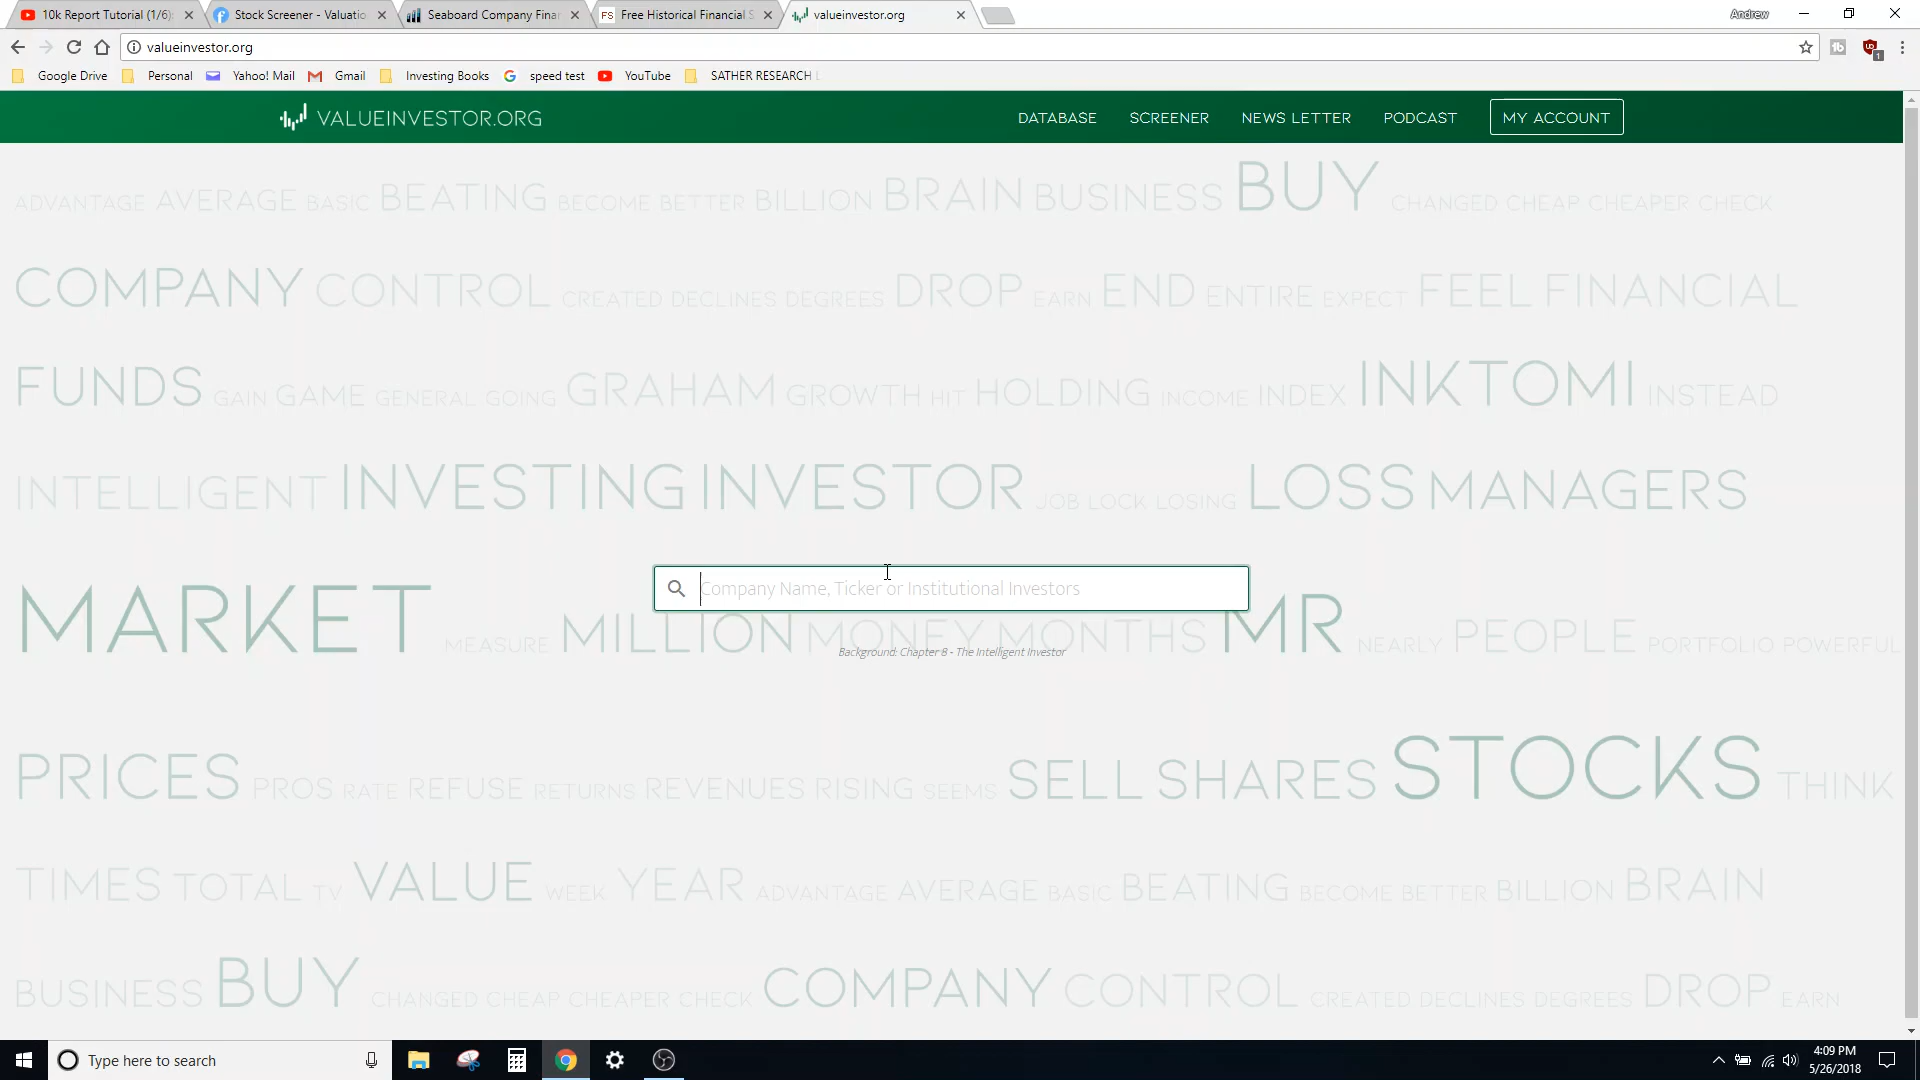 10k Report Tutorial (1/6):
Stock Screener - Valuatio
Seaboard Company Finan
FS Free Historical Financial S
valueinvestor.org
Andrew
valueinvestor.org
1
Google Drive
Personal
Yahoo! Mail
Gmail
Investing Books
speed test
YouTube
SATHER RESEARCH
VALUEINVESTOR.ORG
DATABASE
SCREENER
NEWS LETTER
PODCAST
MY ACCOUNT
ADVANTAGE AVERAGE BASIC BEATING BECOME BETTER BILLION BRAIN BUSINESS BUY CHANGED CHEAP CHEAPER CHECK
COMPANY CONTROL CREATED DECLINES DEGREES DROP EARN END ENTIRE EXPECT FEEL FINANCIAL
FUNDS GAIN GAME GENERAL GOING GRAHAM GROWTH HIT HOLDING INCOME INDEX INKTOMI INSTEAD
INTELLIGENT INVESTING INVESTOR JOB LOCK LOSING LOSS MANAGERS
Company Name, Ticker or Institutional Investors
MARKET MEASURE MILLION MONEY MONTHS MR NEARLY PEOPLE PORTFOLIO POWERFUL
Background: Chapter 8 - The Intelligent Investor
PRICES PROS RATE REFUSE RETURNS REVENUES RISING SEEMS SELL SHARES STOCKS THINK
TIMES TOTAL TV VALUE WEEK YEAR ADVANTAGE AVERAGE BASIC BEATING BECOME BETTER BILLION BRAIN
BUSINESS BUY CHANGED CHEAP CHEAPER CHECK COMPANY CONTROL CREATED DECLINES DEGREES DROP EARN
Type here to search
4:09 PM
5/26/2018